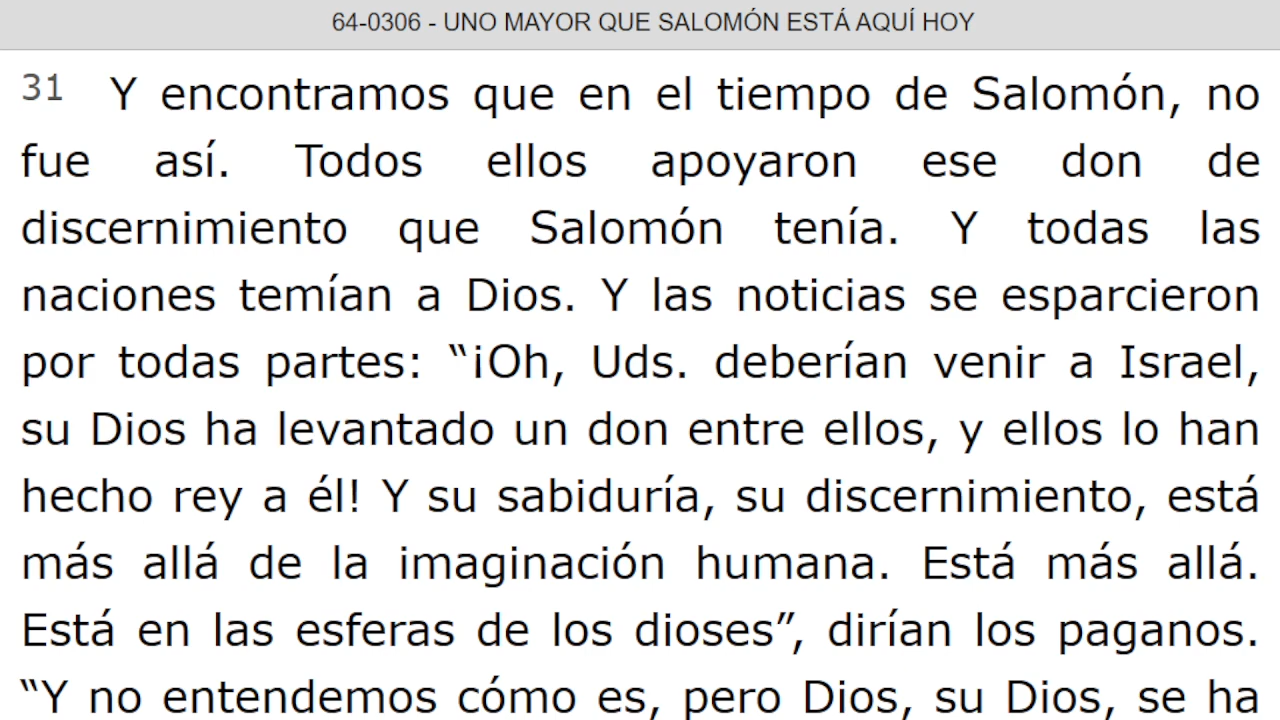 64-0306 - UNO MAYOR QUE SALOMÓN ESTÁ AQUÍ HOY
31 Y encontramos que en el tiempo de Salomón, no
fue así. Todos ellos apoyaron ese don de
discernimiento que Salomón tenía. Y todas las
naciones temían a Dios. Y las noticias se esparcieron
por todas partes: “¡Oh, Uds. deberían venir a Israel,
su Dios ha levantado un don entre ellos, y ellos lo han
hecho rey a él! Y su sabiduría, su discernimiento, está
más allá de la imaginación humana. Está más allá.
Está en las esferas de los dioses”, dirían los paganos.
“Y no entendemos cómo es, pero Dios, su Dios, se ha